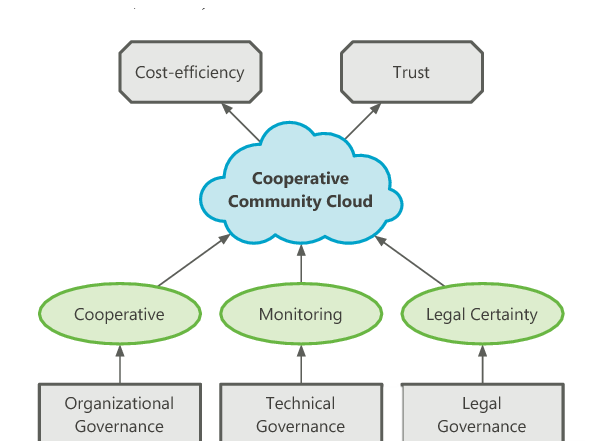 Cost-efficiency
Trust
Cooperative
Community Cloud
Cooperative
Monitoring
Legal Certainty
Organizational
Governance
Technical
Governance
Legal
Governance